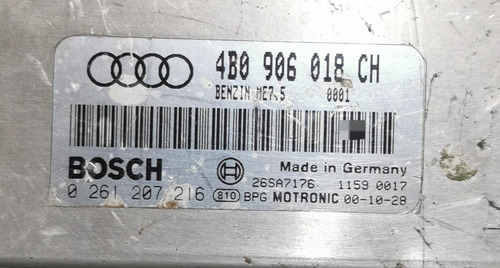 4B0 906 018 CH
BENZIN ME7.5 0001
BOSCH
Made in Germany
26SA7176 1159 0017
0 261 207 216 810 BPG MOTRONIC 00-10-28